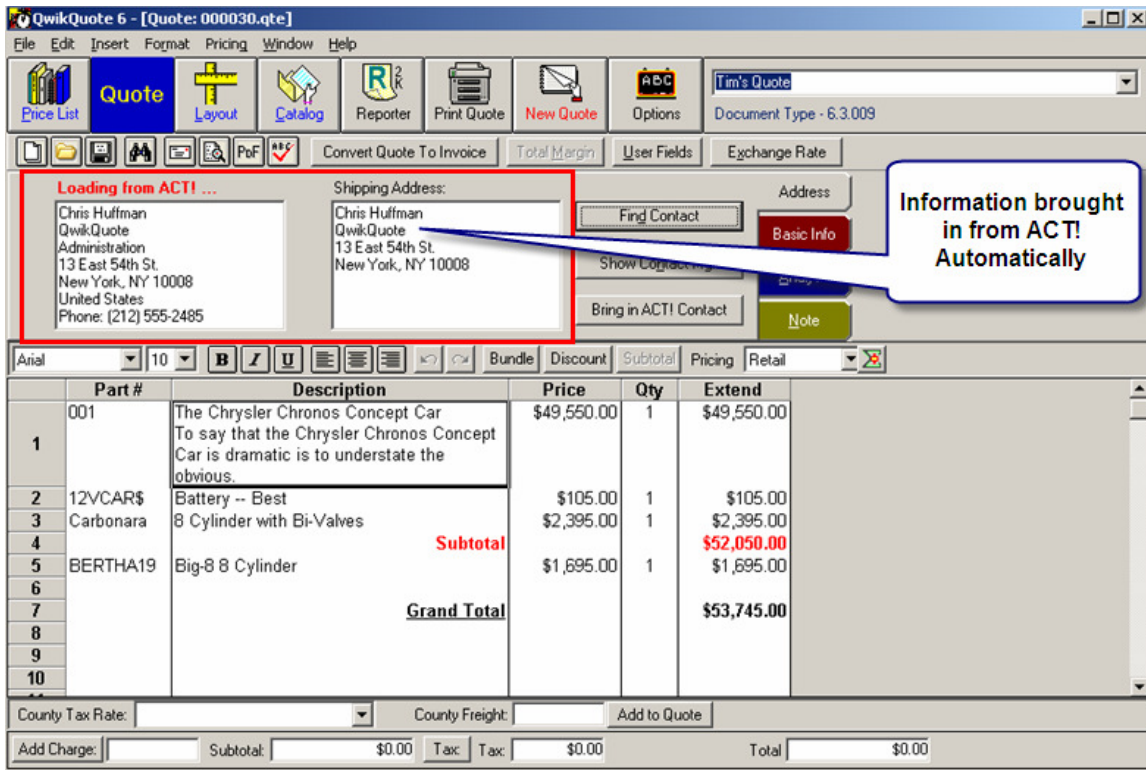 QwikQuote 6 - [Quote: 000030.qte]
File Edit Insert Format Pricing Window Help
Price List Quote Layout Catalog Reporter Print Quote New Quote Options
Tim's Quote
Document Type - 6.3.009
Convert Quote To Invoice Total Margin User Fields Exchange Rate
Loading from ACT! ...
Chris Huffman
QwikQuote
Administration
13 East 54th St.
New York, NY 10008
United States
Phone: (212) 555-2485
Shipping Address:
Chris Huffman
QwikQuote
13 East 54th St.
New York, NY 10008
Find Contact
Show Contact
Bring in ACT! Contact
Address
Basic Info
Note
Information brought
in from ACT!
Automatically
Arial 10 B I U Bundle Discount Subtotal Pricing Retail
Part # Description Price Qty Extend
1 001 The Chrysler Chronos Concept Car $49,550.00 1 $49,550.00
To say that the Chrysler Chronos Concept
Car is dramatic is to understate the
obvious.
2 12VCAR$ Battery -- Best $105.00 1 $105.00
3 Carbonara 8 Cylinder with Bi-Valves $2,395.00 1 $2,395.00
4 Subtotal $52,050.00
5 BERTHA19 Big-8 8 Cylinder $1,695.00 1 $1,695.00
6
7 Grand Total $53,745.00
8
9
10
County Tax Rate: County Freight: Add to Quote
Add Charge: Subtotal: $0.00 Tax: Tax: $0.00 Total $0.00